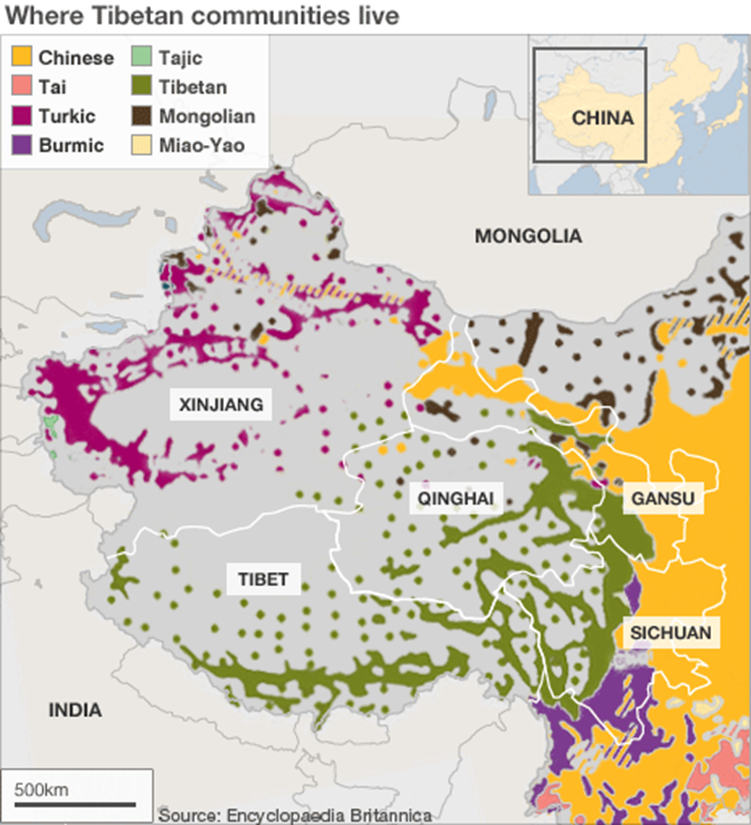 Where Tibetan communities live
Chinese
Tajic
Tai
Tibetan
Turkic
Mongolian
Burmic
Miao-Yao
CHINA
MONGOLIA
XINJIANG
QINGHAI
GANSU
TIBET
SICHUAN
INDIA
500km
Source: Encyclopaedia Britannica